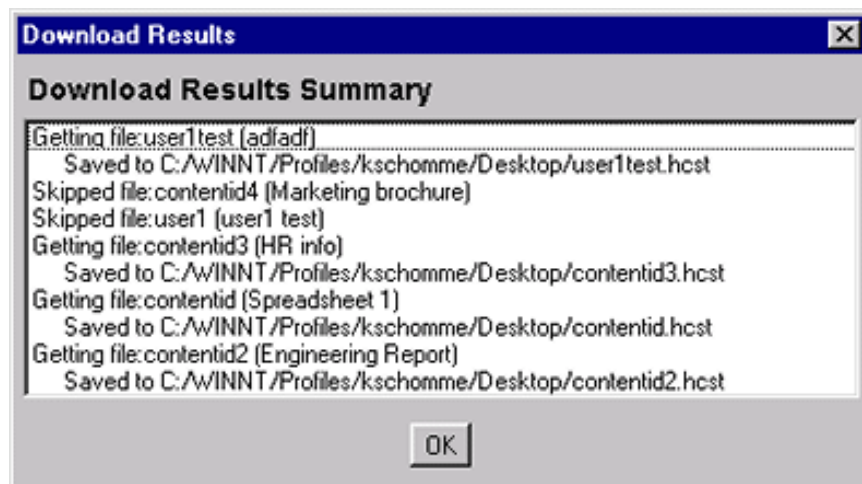 Download Results
Download Results Summary
Getting file:user1test (adfadf)
Saved to C:/WINNT/Profiles/kschomme/Desktop/user1test.hcst
Skipped file:contentid4 (Marketing brochure)
Skipped file:user1 (user1 test)
Getting file:contentid3 (HR info)
Saved to C:/WINNT/Profiles/kschomme/Desktop/contentid3.hcst
Getting file:contentid (Spreadsheet 1)
Saved to C:/WINNT/Profiles/kschomme/Desktop/contentid.hcst
Getting file:contentid2 (Engineering Report)
Saved to C:/WINNT/Profiles/kschomme/Desktop/contentid2.hcst
OK